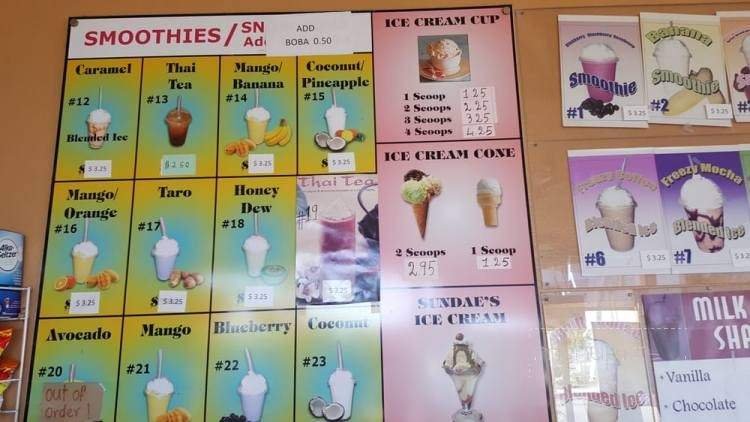 SMOOTHIES/SN
Ad
ADD
BOBA 0.50
Caramel
#12
Blended Ice
$ 3.25
Thai
Tea
#13
$2.50
Mango/
Banana
#14
$ 3.25
Coconut/
Pineapple
#15
$ 3.25
Mango/
Orange
#16
$ 3.25
Taro
#17
$ 3.25
Honey
Dew
#18
$ 3.25
Thai Tea
#19
$ 3.25
Avocado
#20
out of
order!
Mango
#21
Blueberry
#22
Coconut
#23
ICE CREAM CUP
1 Scoop 1 25
2 Scoops 2 25
3 Scoops 3 25
4 Scoops 4.25
ICE CREAM CONE
2 Scoops
2.95
1 Scoop
1 25
SUNDAE'S
ICE CREAM
Smoothie
#1
$ 3.25
Banana
Smoothie
#2
$ 3.25
Blended Ice
#6
$ 3.25
Freezy Mocha
Blended Ice
#7
$ 3.25
Blended Ice
MILK
SHA
Vanilla
Chocolate
Alka-
Seltzer